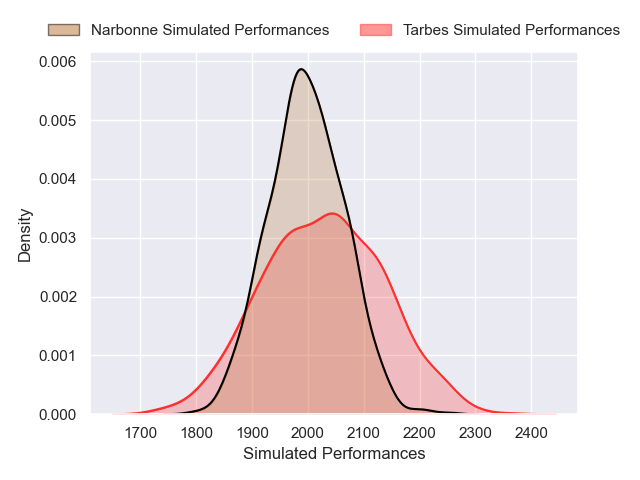 Narbonne Simulated Performances
Tarbes Simulated Performances
0.006
0.005
0.004
0.003
0.002
0.001
0.000
Density
1700 1800 1900 2000 2100 2200 2300 2400
Simulated Performances